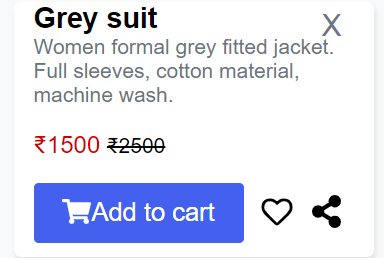 Grey suit
X
Women formal grey fitted jacket.
Full sleeves, cotton material,
machine wash.
₹1500 ₹2500
Add to cart